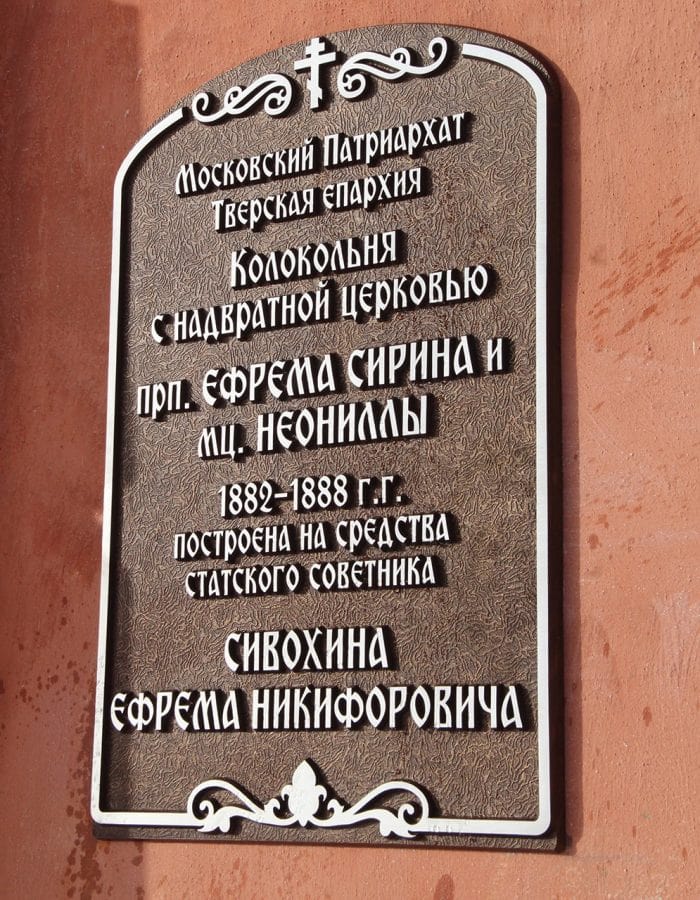 Московский Патриархат
Тверская епархия
Колокольня
с надвратной церковью
прп. ЕФРЕМА СИРИНА и
мц. НЕОНИЛЛЫ
1882-1888 г.г.
построена на средства
статского советника
СИВОХИНА
ЕФРЕМА НИКИФОРОВИЧА